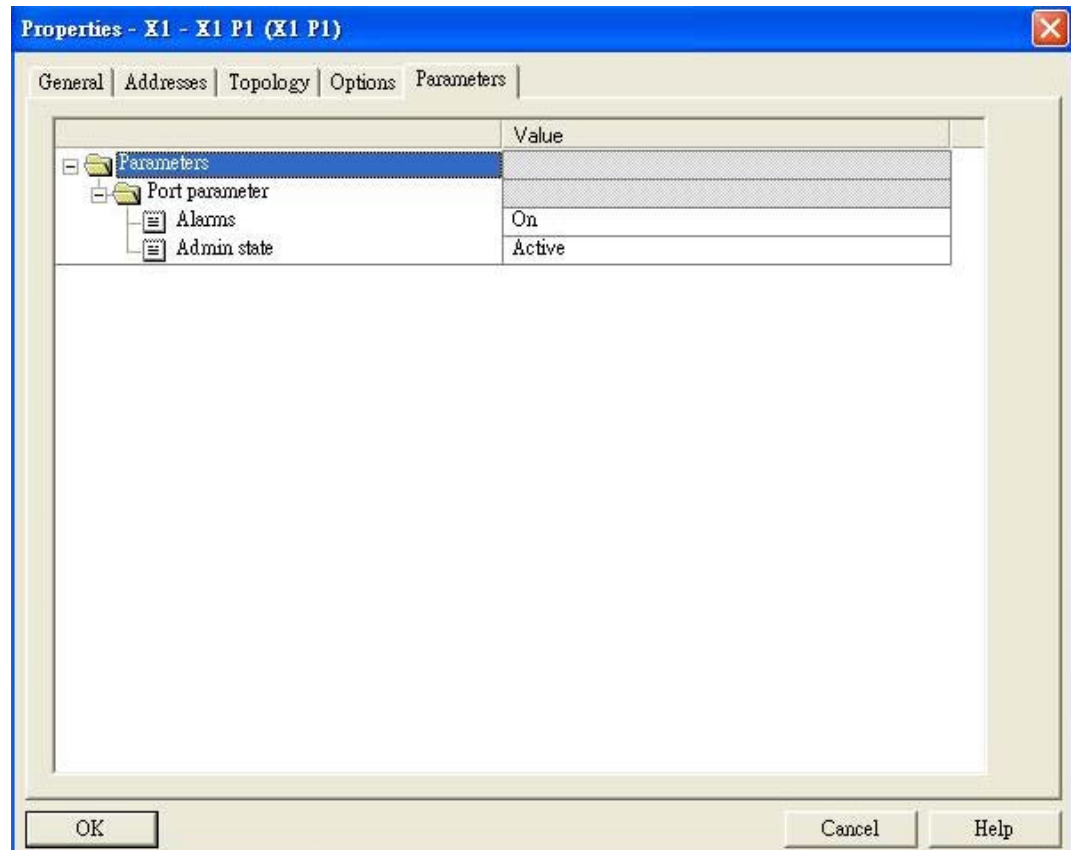 Properties - X1 - X1 P1 (X1 P1)
General Addresses Topology Options Parameters
Value
Parameters
Port parameter
Alarms On
Admin state Active
OK Cancel Help